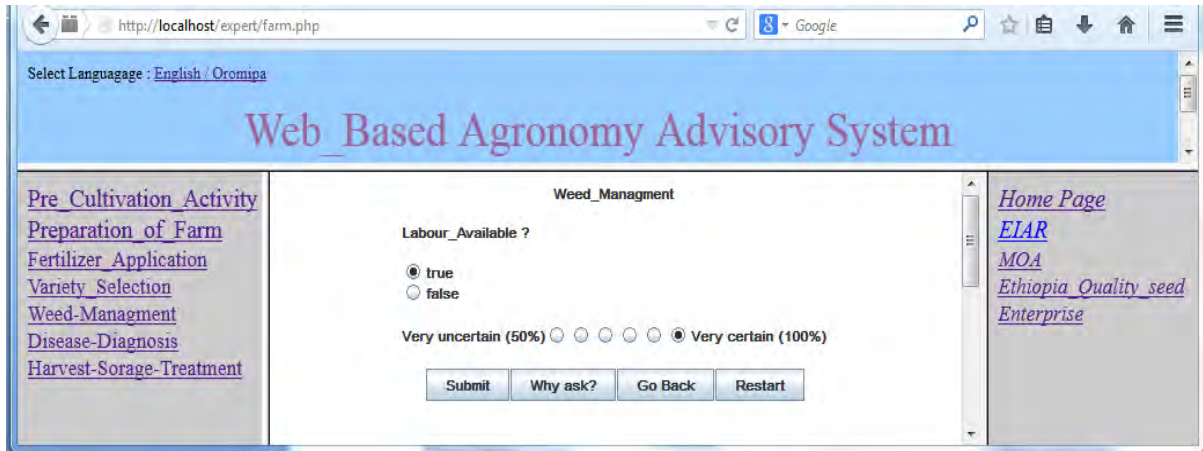 http://localhost/expert/farm.php
8 Google
Select Languagage : English / Oromipa
Web_Based Agronomy Advisory System
Pre_Cultivation_Activity
Preparation_of_Farm
Fertilizer_Application
Variety_Selection
Weed-Managment
Disease-Diagnosis
Harvest-Sorage-Treatment
Weed_Managment
Labour_Available ?
true
false
Very uncertain (50%) Very certain (100%)
Submit Why ask? Go Back Restart
Home Page
EIAR
MOA
Ethiopia_Quality_seed
Enterprise